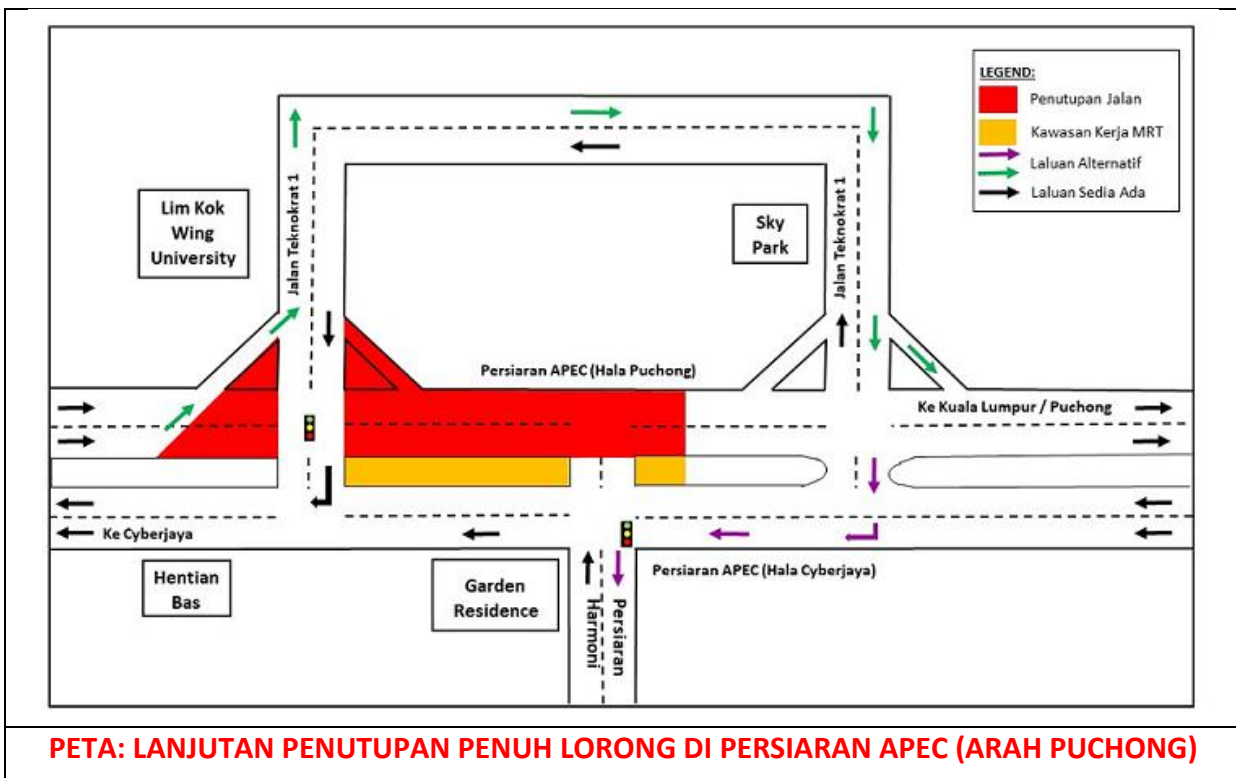 LEGEND:
Penutupan Jalan
Kawasan Kerja MRT
Laluan Alternatif
Laluan Sedia Ada
Lim Kok
Wing
University
Jalan Teknokrat 1
Sky
Park
Jalan Teknokrat 1
Persiaran APEC (Hala Puchong)
Ke Kuala Lumpur / Puchong
Ke Cyberjaya
Persiaran APEC (Hala Cyberjaya)
Hentian
Bas
Garden
Residence
Harmoni
Persiaran
PETA: LANJUTAN PENUTUPAN PENUH LORONG DI PERSIARAN APEC (ARAH PUCHONG)